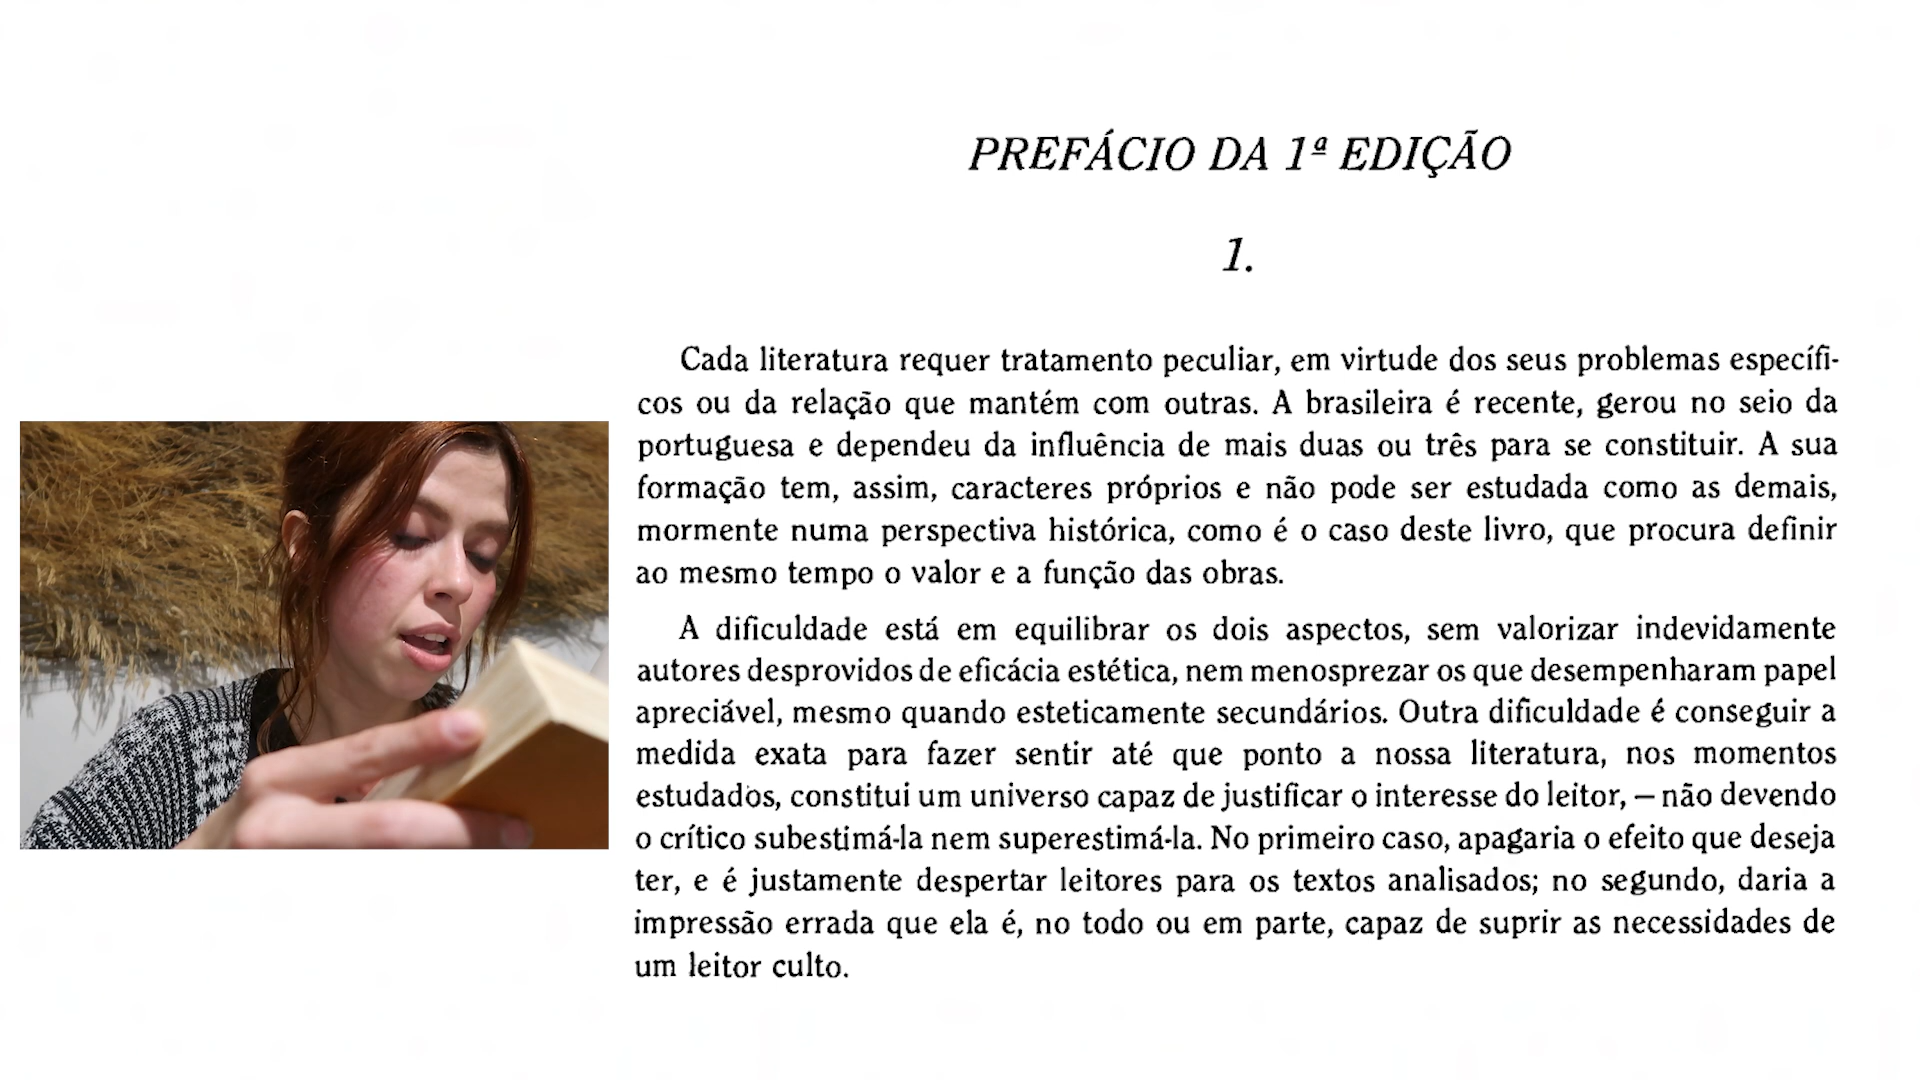 PREFÁCIO DA 1ª EDIÇÃO
1.
Cada literatura requer tratamento peculiar, em virtude dos seus problemas específi-
cos ou da relação que mantém com outras. A brasileira é recente, gerou no seio da
portuguesa e dependeu da influência de mais duas ou três para se constituir. A sua
formação tem, assim, caracteres próprios e não pode ser estudada como as demais,
mormente numa perspectiva histórica, como é o caso deste livro, que procura definir
ao mesmo tempo o valor e a função das obras.
A dificuldade está em equilibrar os dois aspectos, sem valorizar indevidamente
autores desprovidos de eficácia estética, nem menosprezar os que desempenharam papel
apreciável, mesmo quando esteticamente secundários. Outra dificuldade é conseguir a
medida exata para fazer sentir até que ponto a nossa literatura, nos momentos
estudados, constitui um universo capaz de justificar o interesse do leitor, — não devendo
o crítico subestimá-la nem superestimá-la. No primeiro caso, apagaria o efeito que deseja
ter, e é justamente despertar leitores para os textos analisados; no segundo, daria a
impressão errada que ela é, no todo ou em parte, capaz de suprir as necessidades de
um leitor culto.